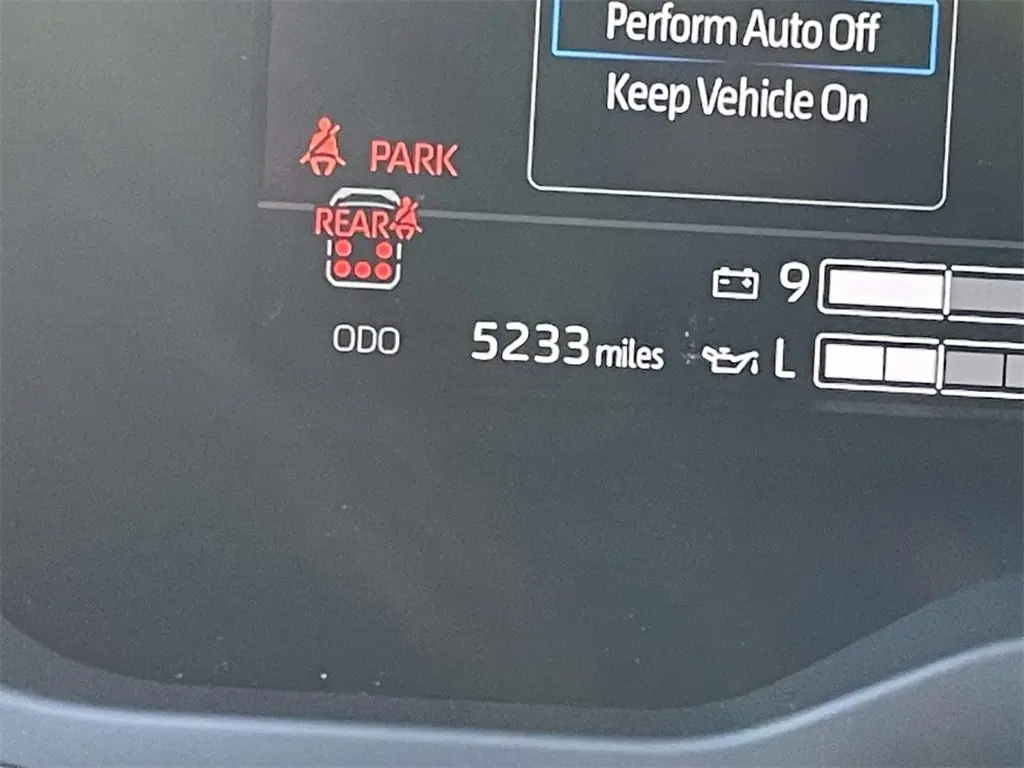 Perform Auto Off
Keep Vehicle On
PARK
REAR
9
ODO 5233 miles
L